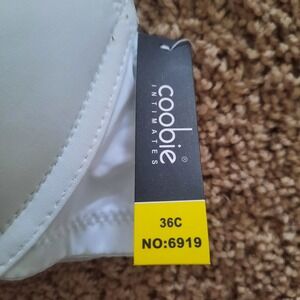 coobie®
INTIMATES
36C
NO:6919